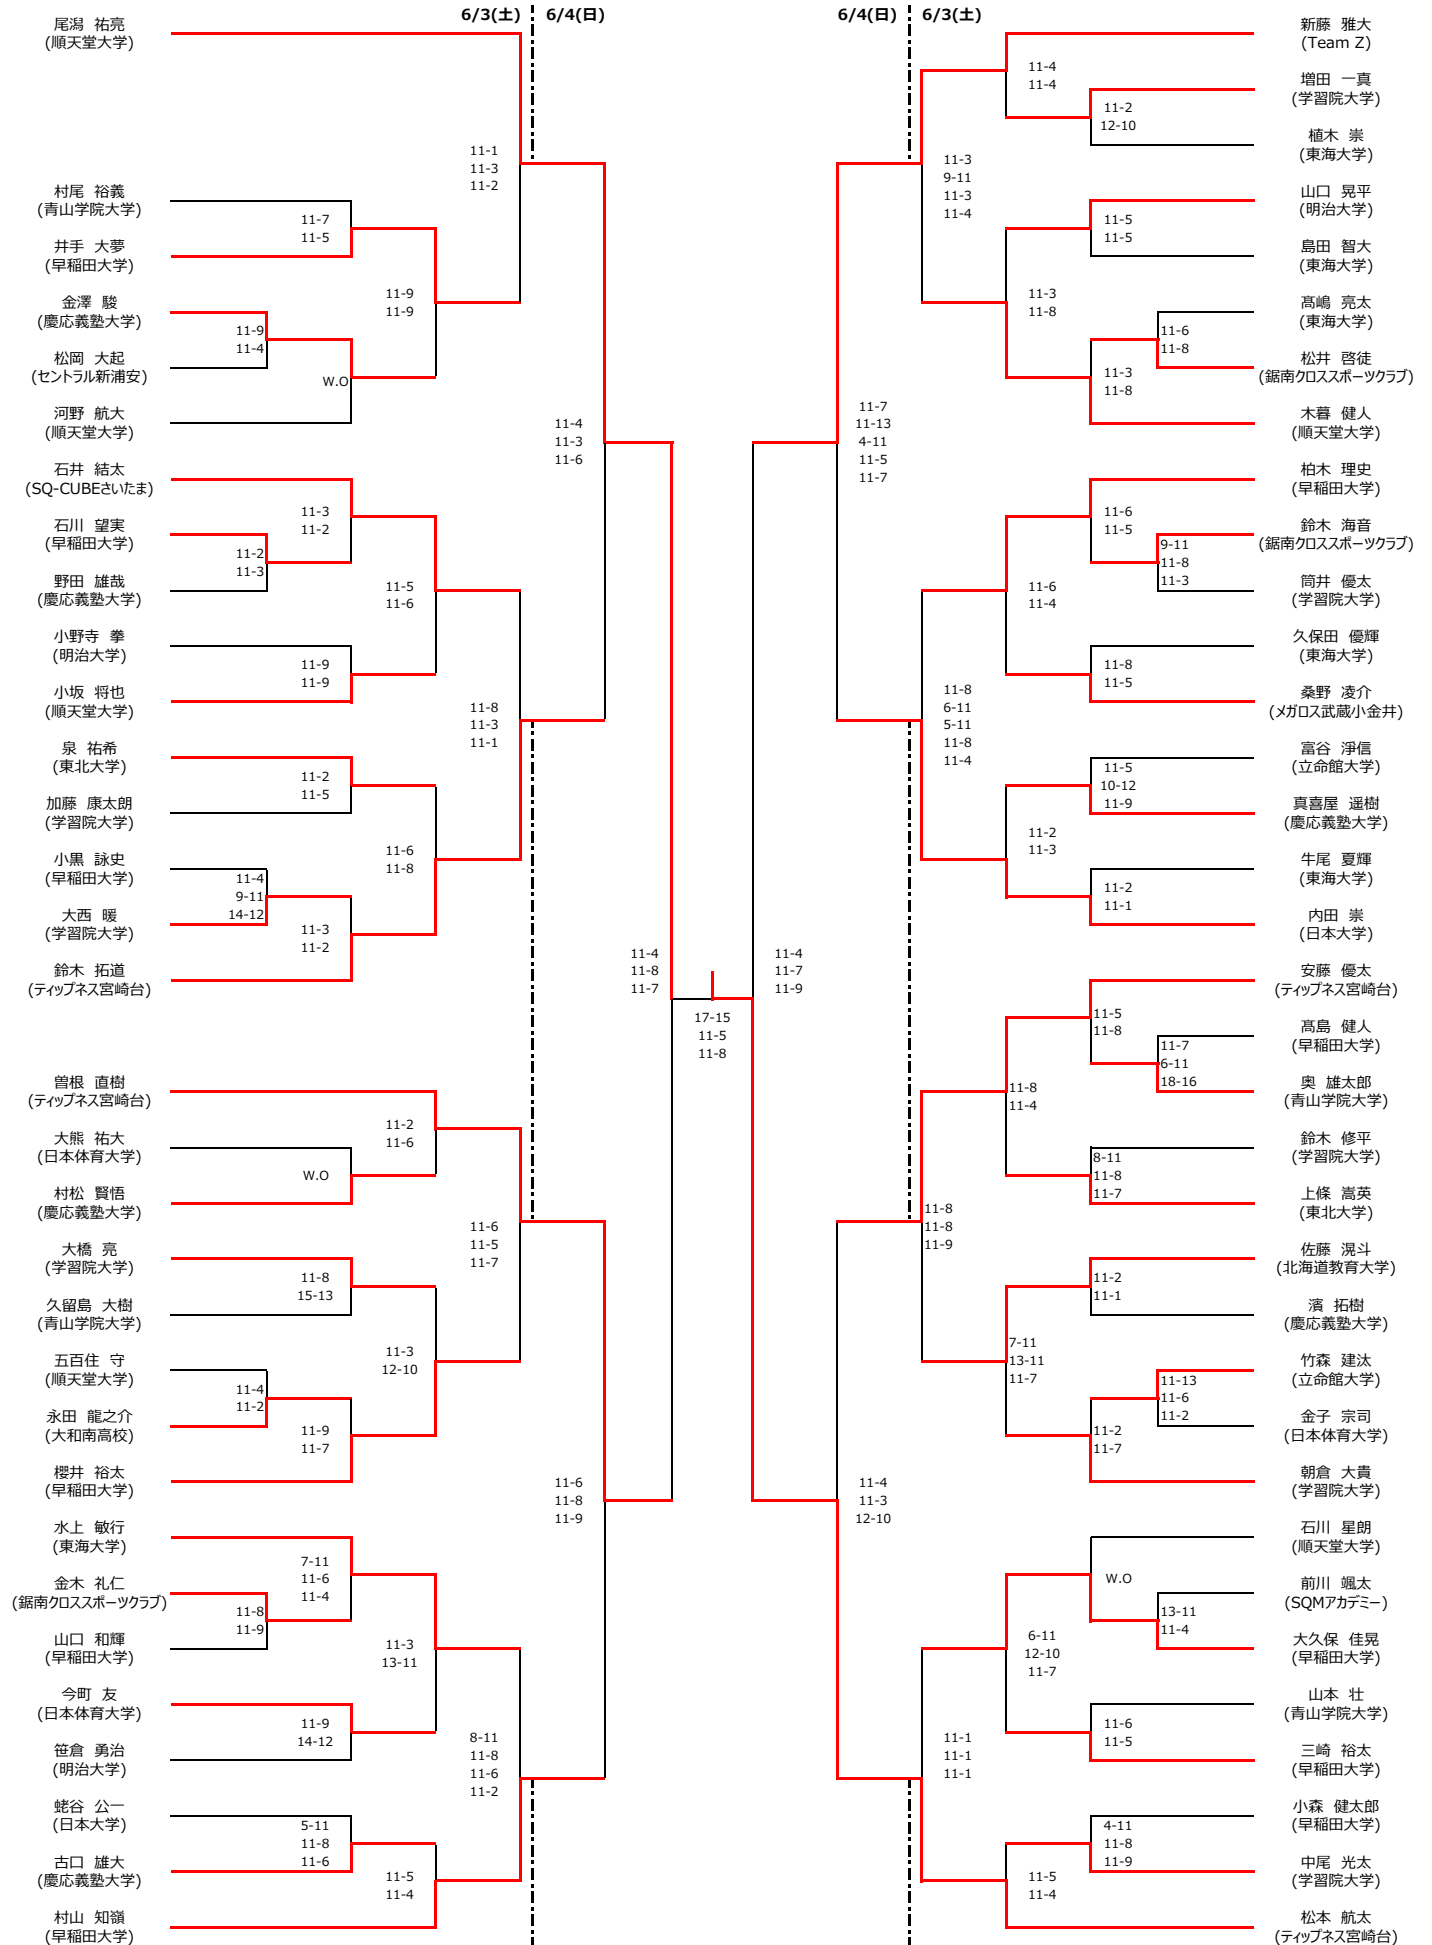 6/3(土) 6/4(日)
6/4(日) 6/3(土)
尾潟 祐亮
(順天堂大学)
村尾 裕義
(青山学院大学)
井手 大夢
(早稲田大学)
金澤 駿
(慶応義塾大学)
松岡 大起
(セントラル新浦安)
河野 航大
(順天堂大学)
石井 結太
(SQ-CUBEさいたま)
石川 望実
(早稲田大学)
野田 雄哉
(慶応義塾大学)
小野寺 拳
(明治大学)
小坂 将也
(順天堂大学)
泉 祐希
(東北大学)
加藤 康太朗
(学習院大学)
小黒 詠史
(早稲田大学)
大西 暖
(学習院大学)
鈴木 拓道
(ティップネス宮崎台)
曽根 直樹
(ティップネス宮崎台)
大熊 祐大
(日本体育大学)
村松 賢悟
(慶応義塾大学)
大橋 亮
(学習院大学)
久留島 大樹
(青山学院大学)
五百住 守
(順天堂大学)
永田 龍之介
(大和南高校)
櫻井 裕太
(早稲田大学)
水上 敏行
(東海大学)
金木 礼仁
(鋸南クロススポーツクラブ)
山口 和輝
(早稲田大学)
今町 友
(日本体育大学)
笹倉 勇治
(明治大学)
蛯谷 公一
(日本大学)
古口 雄大
(慶応義塾大学)
村山 知嶺
(早稲田大学)
11-9
11-4
11-2
11-3
11-4
9-11
14-12
11-4
11-2
11-8
11-9
11-7
11-5
W.O
11-3
11-2
11-9
11-9
11-2
11-5
11-3
11-2
W.O
11-8
15-13
11-9
11-7
7-11
11-6
11-4
11-9
14-12
5-11
11-8
11-6
11-9
11-9
11-5
11-6
11-6
11-8
11-2
11-6
11-3
12-10
11-3
13-11
11-5
11-4
11-1
11-3
11-2
11-8
11-3
11-1
11-6
11-5
11-7
8-11
11-8
11-6
11-2
11-4
11-3
11-6
11-6
11-8
11-9
11-4
11-8
11-7
17-15
11-5
11-8
11-4
11-7
11-9
11-7
11-13
4-11
11-5
11-7
11-4
11-3
12-10
11-3
9-11
11-3
11-4
11-8
6-11
5-11
11-8
11-4
11-8
11-8
11-9
11-1
11-1
11-1
11-4
11-4
11-3
11-8
11-6
11-4
11-2
11-3
11-8
11-4
7-11
13-11
11-7
6-11
12-10
11-7
11-5
11-4
11-2
12-10
11-5
11-5
11-3
11-8
11-6
11-5
11-8
11-5
11-5
10-12
11-9
11-2
11-1
11-5
11-8
8-11
11-8
11-7
11-2
11-1
11-2
11-7
W.O
11-6
11-5
4-11
11-8
11-9
11-6
11-8
9-11
11-8
11-3
11-7
6-11
18-16
11-13
11-6
11-2
13-11
11-4
新藤 雅大
(Team Z)
増田 一真
(学習院大学)
植木 崇
(東海大学)
山口 晃平
(明治大学)
島田 智大
(東海大学)
髙嶋 亮太
(東海大学)
松井 啓徒
(鋸南クロススポーツクラブ)
木暮 健人
(順天堂大学)
柏木 理史
(早稲田大学)
鈴木 海音
(鋸南クロススポーツクラブ)
筒井 優太
(学習院大学)
久保田 優輝
(東海大学)
桑野 凌介
(メガロス武蔵小金井)
富谷 淨信
(立命館大学)
真喜屋 遥樹
(慶応義塾大学)
牛尾 夏輝
(東海大学)
内田 崇
(日本大学)
安藤 優太
(ティップネス宮崎台)
髙島 健人
(早稲田大学)
奥 雄太郎
(青山学院大学)
鈴木 修平
(学習院大学)
上條 嵩英
(東北大学)
佐藤 滉斗
(北海道教育大学)
濱 拓樹
(慶応義塾大学)
竹森 建汰
(立命館大学)
金子 宗司
(日本体育大学)
朝倉 大貴
(学習院大学)
石川 星朗
(順天堂大学)
前川 颯太
(SQMアカデミー)
大久保 佳晃
(早稲田大学)
山本 壮
(青山学院大学)
三崎 裕太
(早稲田大学)
小森 健太郎
(早稲田大学)
中尾 光太
(学習院大学)
松本 航太
(ティップネス宮崎台)